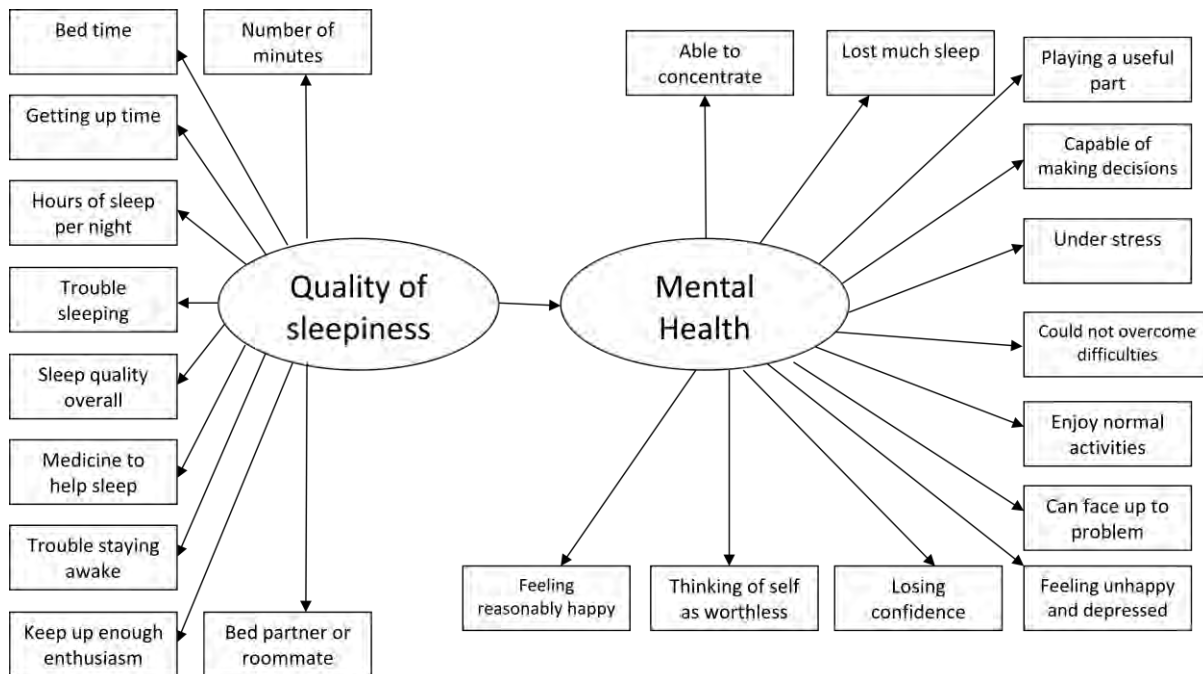 Bed time
Number of
minutes
Getting up time
Hours of sleep
per night
Trouble
sleeping
Sleep quality
overall
Medicine to
help sleep
Trouble staying
awake
Keep up enough
enthusiasm
Bed partner or
roommate
Quality of
sleepiness
Mental
Health
Able to
concentrate
Lost much sleep
Playing a useful
part
Capable of
making decisions
Under stress
Could not overcome
difficulties
Enjoy normal
activities
Can face up to
problem
Feeling unhappy
and depressed
Losing
confidence
Thinking of self
as worthless
Feeling
reasonably happy